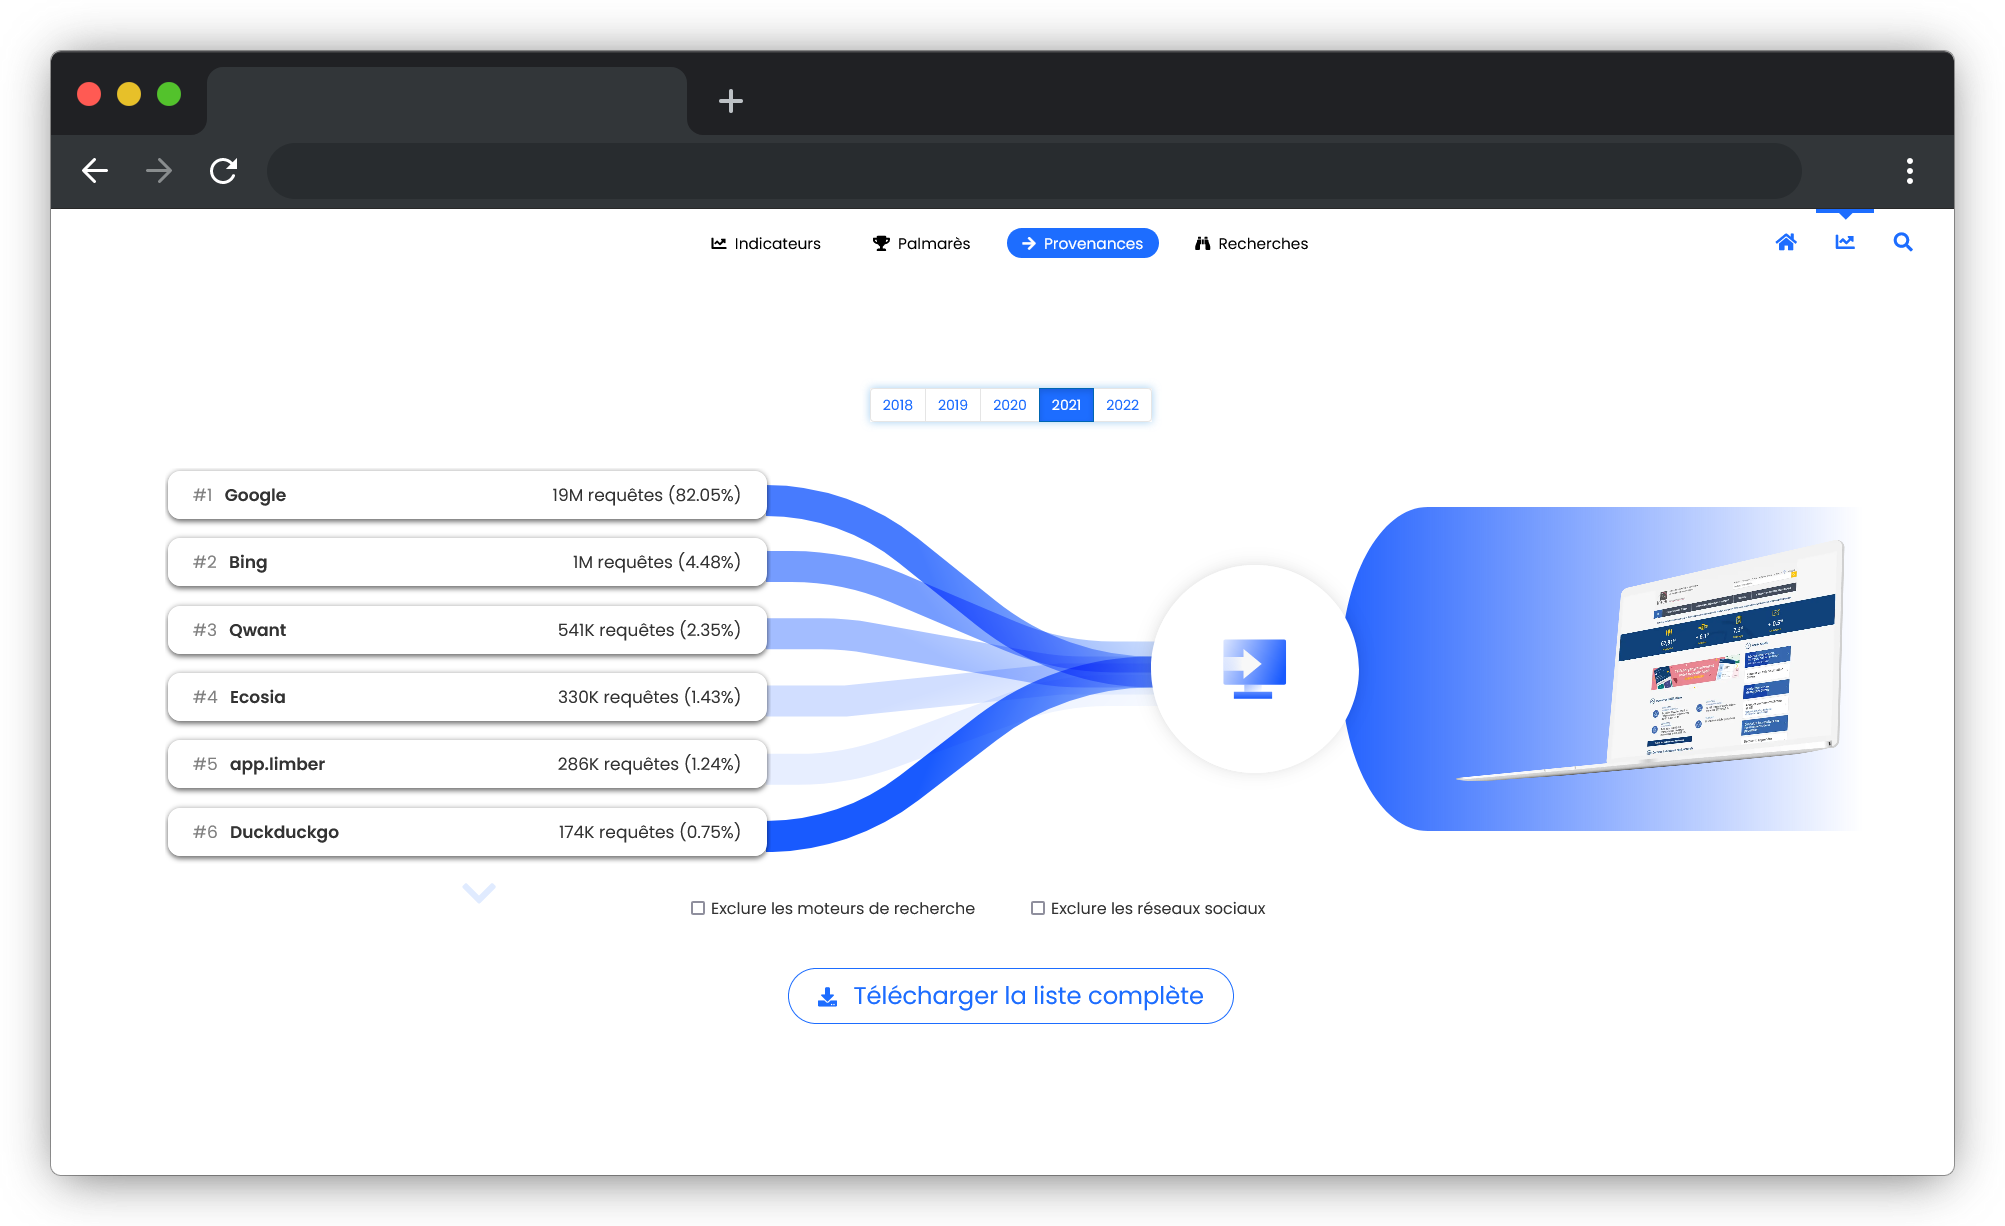 Indicateurs Palmarès Provenances Recherches
2018 2019 2020 2021 2022
#1 Google 19M requêtes (82.05%)
#2 Bing 1M requêtes (4.48%)
#3 Qwant 541K requêtes (2.35%)
#4 Ecosia 330K requêtes (1.43%)
#5 app.limber 286K requêtes (1.24%)
#6 Duckduckgo 174K requêtes (0.75%)
Exclure les moteurs de recherche Exclure les réseaux sociaux
Télécharger la liste complète